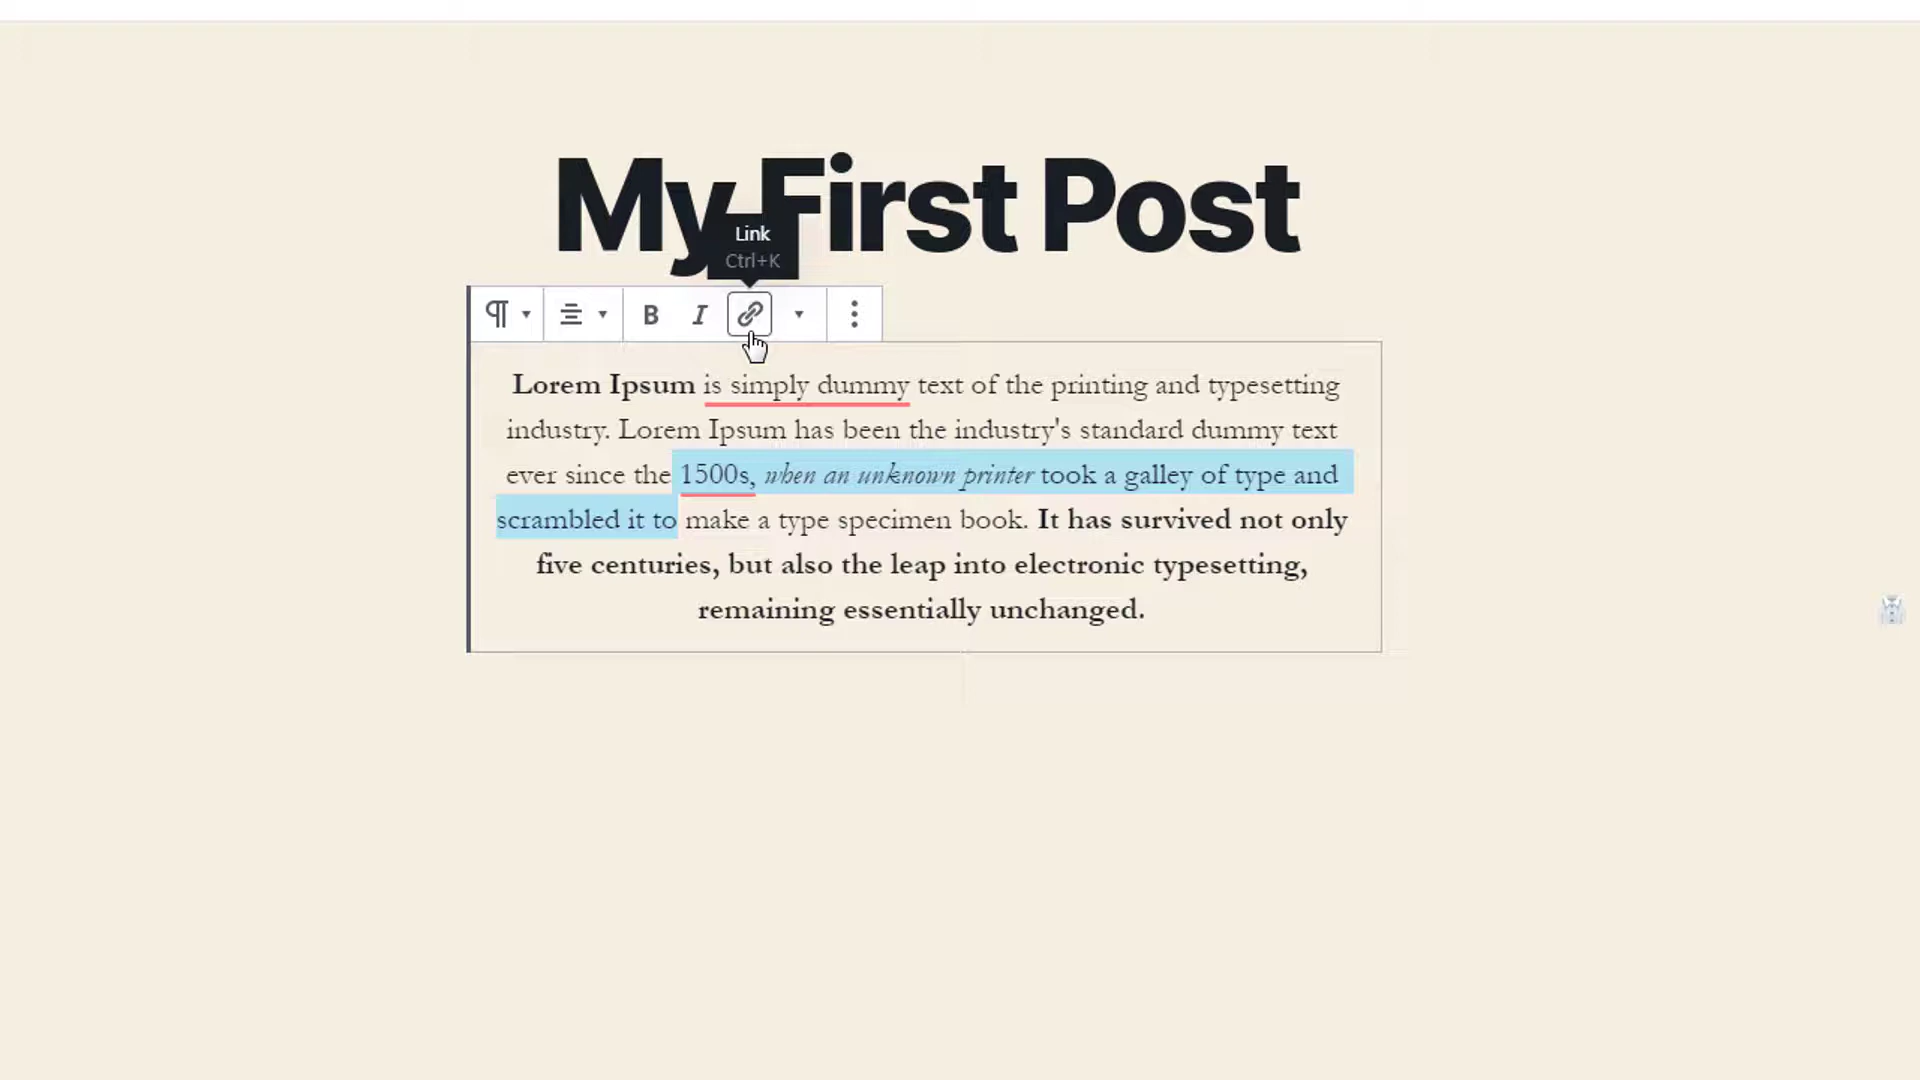 My First Post
Link
Ctrl+K
B I
Lorem Ipsum is simply dummy text of the printing and typesetting
industry. Lorem Ipsum has been the industry's standard dummy text
ever since the 1500s, when an unknown printer took a galley of type and
scrambled it to make a type specimen book. It has survived not only
five centuries, but also the leap into electronic typesetting,
remaining essentially unchanged.